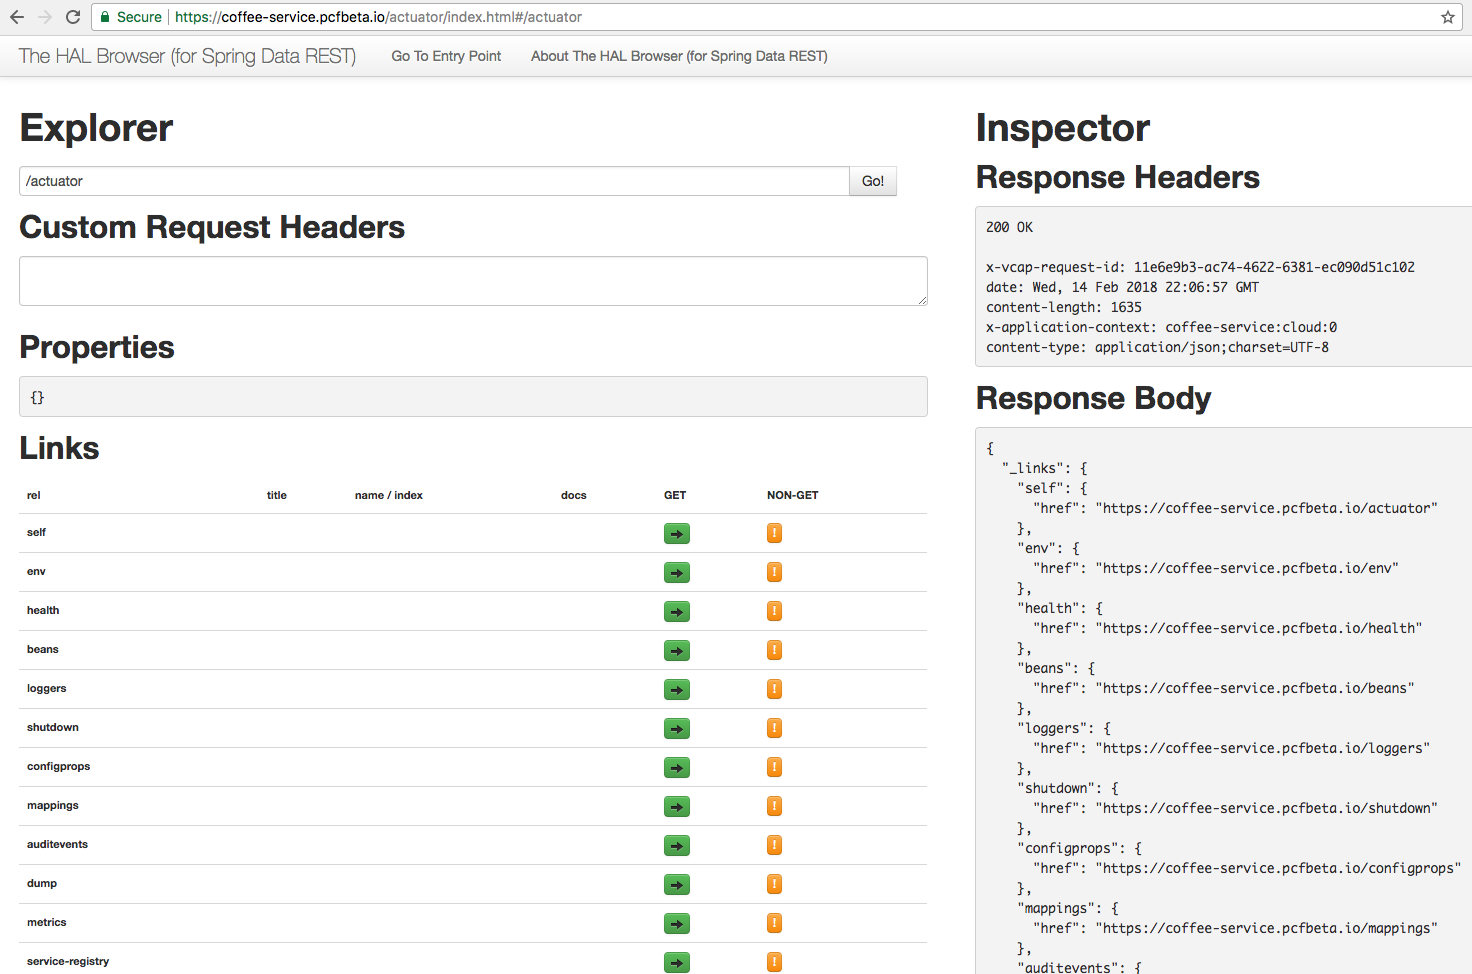 Secure https://coffee-service.pcfbeta.io/actuator/index.html#/actuator
The HAL Browser (for Spring Data REST) Go To Entry Point About The HAL Browser (for Spring Data REST)
Explorer
/actuator Go!
Custom Request Headers
Properties
{}
Links
rel title name / index docs GET NON-GET
self !
env !
health !
beans !
loggers !
shutdown !
configprops !
mappings !
auditevents !
dump !
metrics !
service-registry !
Inspector
Response Headers
200 OK
x-vcap-request-id: 11e6e9b3-ac74-4622-6381-ec090d51c102
date: Wed, 14 Feb 2018 22:06:57 GMT
content-length: 1635
x-application-context: coffee-service:cloud:0
content-type: application/json;charset=UTF-8
Response Body
{
"_links": {
"self": {
"href": "https://coffee-service.pcfbeta.io/actuator"
},
"env": {
"href": "https://coffee-service.pcfbeta.io/env"
},
"health": {
"href": "https://coffee-service.pcfbeta.io/health"
},
"beans": {
"href": "https://coffee-service.pcfbeta.io/beans"
},
"loggers": {
"href": "https://coffee-service.pcfbeta.io/loggers"
},
"shutdown": {
"href": "https://coffee-service.pcfbeta.io/shutdown"
},
"configprops": {
"href": "https://coffee-service.pcfbeta.io/configprops"
},
"mappings": {
"href": "https://coffee-service.pcfbeta.io/mappings"
},
"auditevents": {